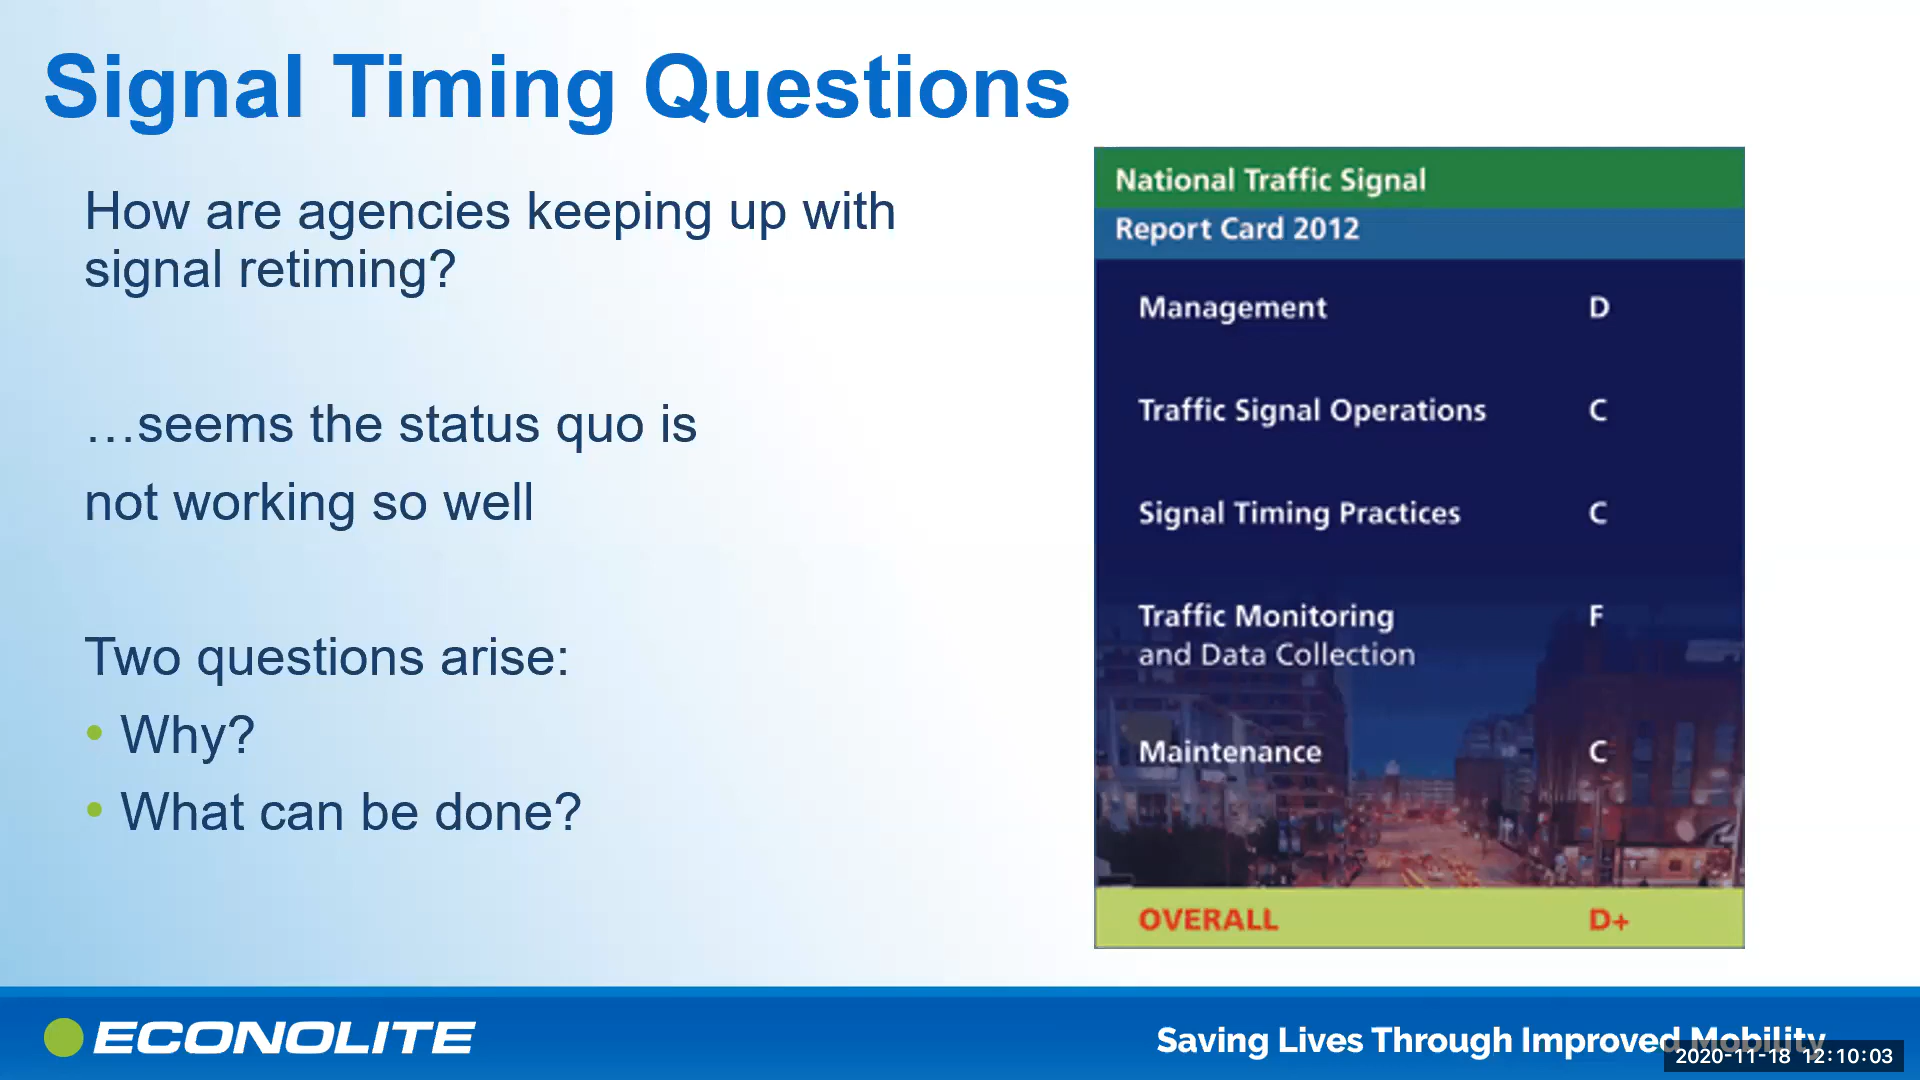 Signal Timing Questions
How are agencies keeping up with
signal retiming?
…seems the status quo is
not working so well
Two questions arise:
• Why?
• What can be done?
National Traffic Signal
Report Card 2012
Management D
Traffic Signal Operations C
Signal Timing Practices C
Traffic Monitoring F
and Data Collection
Maintenance C
OVERALL D+
ECONOLITE
Saving Lives Through Improved Mobility
2020-11-18 12:10:03